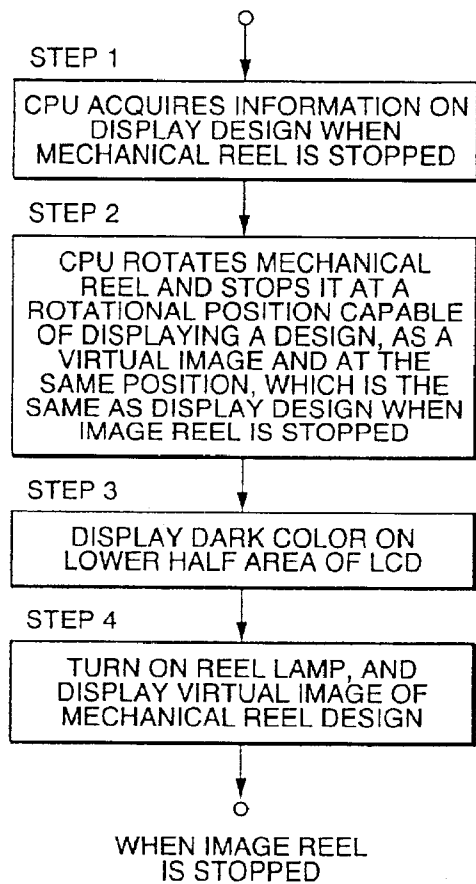 STEP 1
CPU ACQUIRES INFORMATION ON
DISPLAY DESIGN WHEN
MECHANICAL REEL IS STOPPED
STEP 2
CPU ROTATES MECHANICAL
REEL AND STOPS IT AT A
ROTATIONAL POSITION CAPABLE
OF DISPLAYING A DESIGN, AS A
VIRTUAL IMAGE AND AT THE
SAME POSITION, WHICH IS THE
SAME AS DISPLAY DESIGN WHEN
IMAGE REEL IS STOPPED
STEP 3
DISPLAY DARK COLOR ON
LOWER HALF AREA OF LCD
STEP 4
TURN ON REEL LAMP, AND
DISPLAY VIRTUAL IMAGE OF
MECHANICAL REEL DESIGN
WHEN IMAGE REEL
IS STOPPED